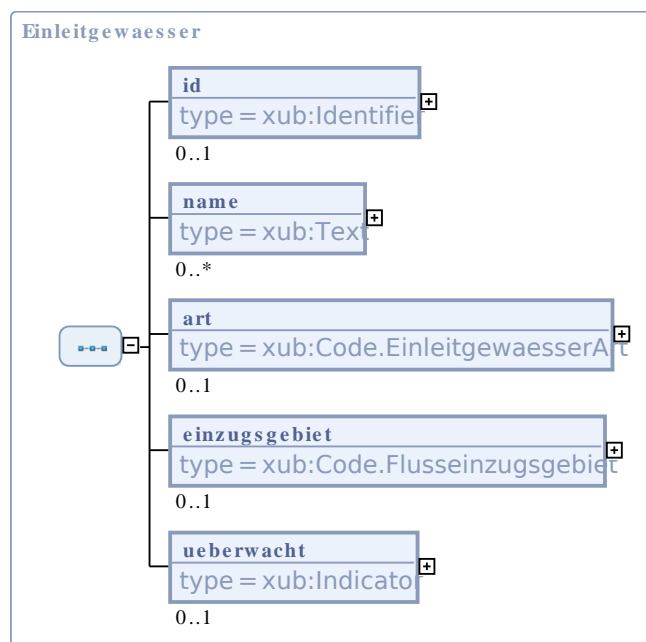 Einleitgewaesser
id
type = xub:Identifier
0..1
name
type = xub:Text
0..*
art
type = xub:Code.EinleitgewaesserArt
0..1
einzugsgebiet
type = xub:Code.Flusseinzugsgebiet
0..1
ueberwacht
type = xub:Indicator
0..1